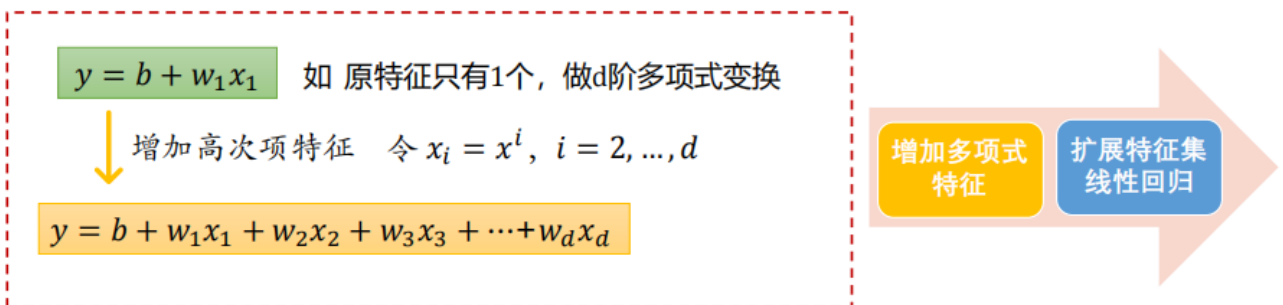 y = b + w₁x₁ 如 原特征只有1个，做d阶多项式变换
增加高次项特征 令 xᵢ = xⁱ, i = 2, ..., d
y = b + w₁x₁ + w₂x₂ + w₃x₃ + ⋯+w_d x_d
增加多项式
特征
扩展特征集
线性回归